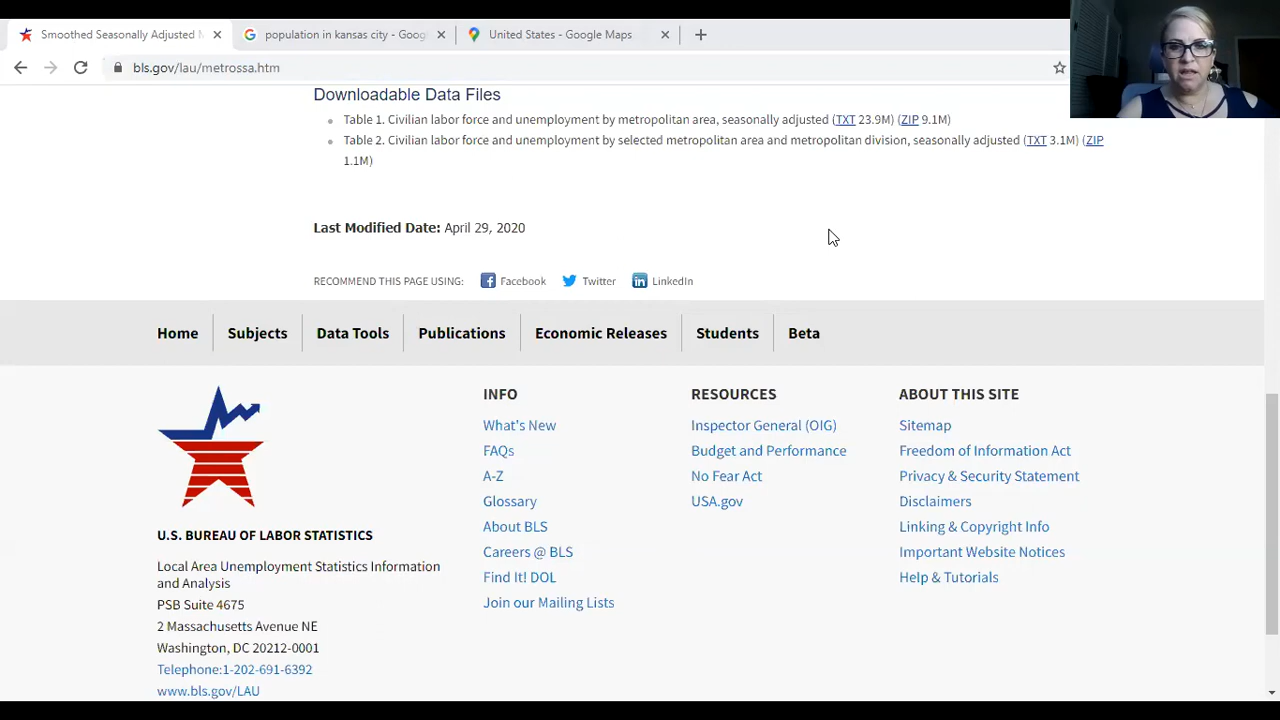 Smoothed Seasonally Adjusted M
population in kansas city - Goog
United States - Google Maps
bls.gov/lau/metrossa.htm
Downloadable Data Files
Table 1. Civilian labor force and unemployment by metropolitan area, seasonally adjusted (TXT 23.9M) (ZIP 9.1M)
Table 2. Civilian labor force and unemployment by selected metropolitan area and metropolitan division, seasonally adjusted (TXT 3.1M) (ZIP
1.1M)
Last Modified Date: April 29, 2020
RECOMMEND THIS PAGE USING: Facebook Twitter LinkedIn
Home Subjects Data Tools Publications Economic Releases Students Beta
U.S. BUREAU OF LABOR STATISTICS
Local Area Unemployment Statistics Information
and Analysis
PSB Suite 4675
2 Massachusetts Avenue NE
Washington, DC 20212-0001
Telephone:1-202-691-6392
www.bls.gov/LAU
INFO
What's New
FAQs
A-Z
Glossary
About BLS
Careers @ BLS
Find It! DOL
Join our Mailing Lists
RESOURCES
Inspector General (OIG)
Budget and Performance
No Fear Act
USA.gov
ABOUT THIS SITE
Sitemap
Freedom of Information Act
Privacy & Security Statement
Disclaimers
Linking & Copyright Info
Important Website Notices
Help & Tutorials